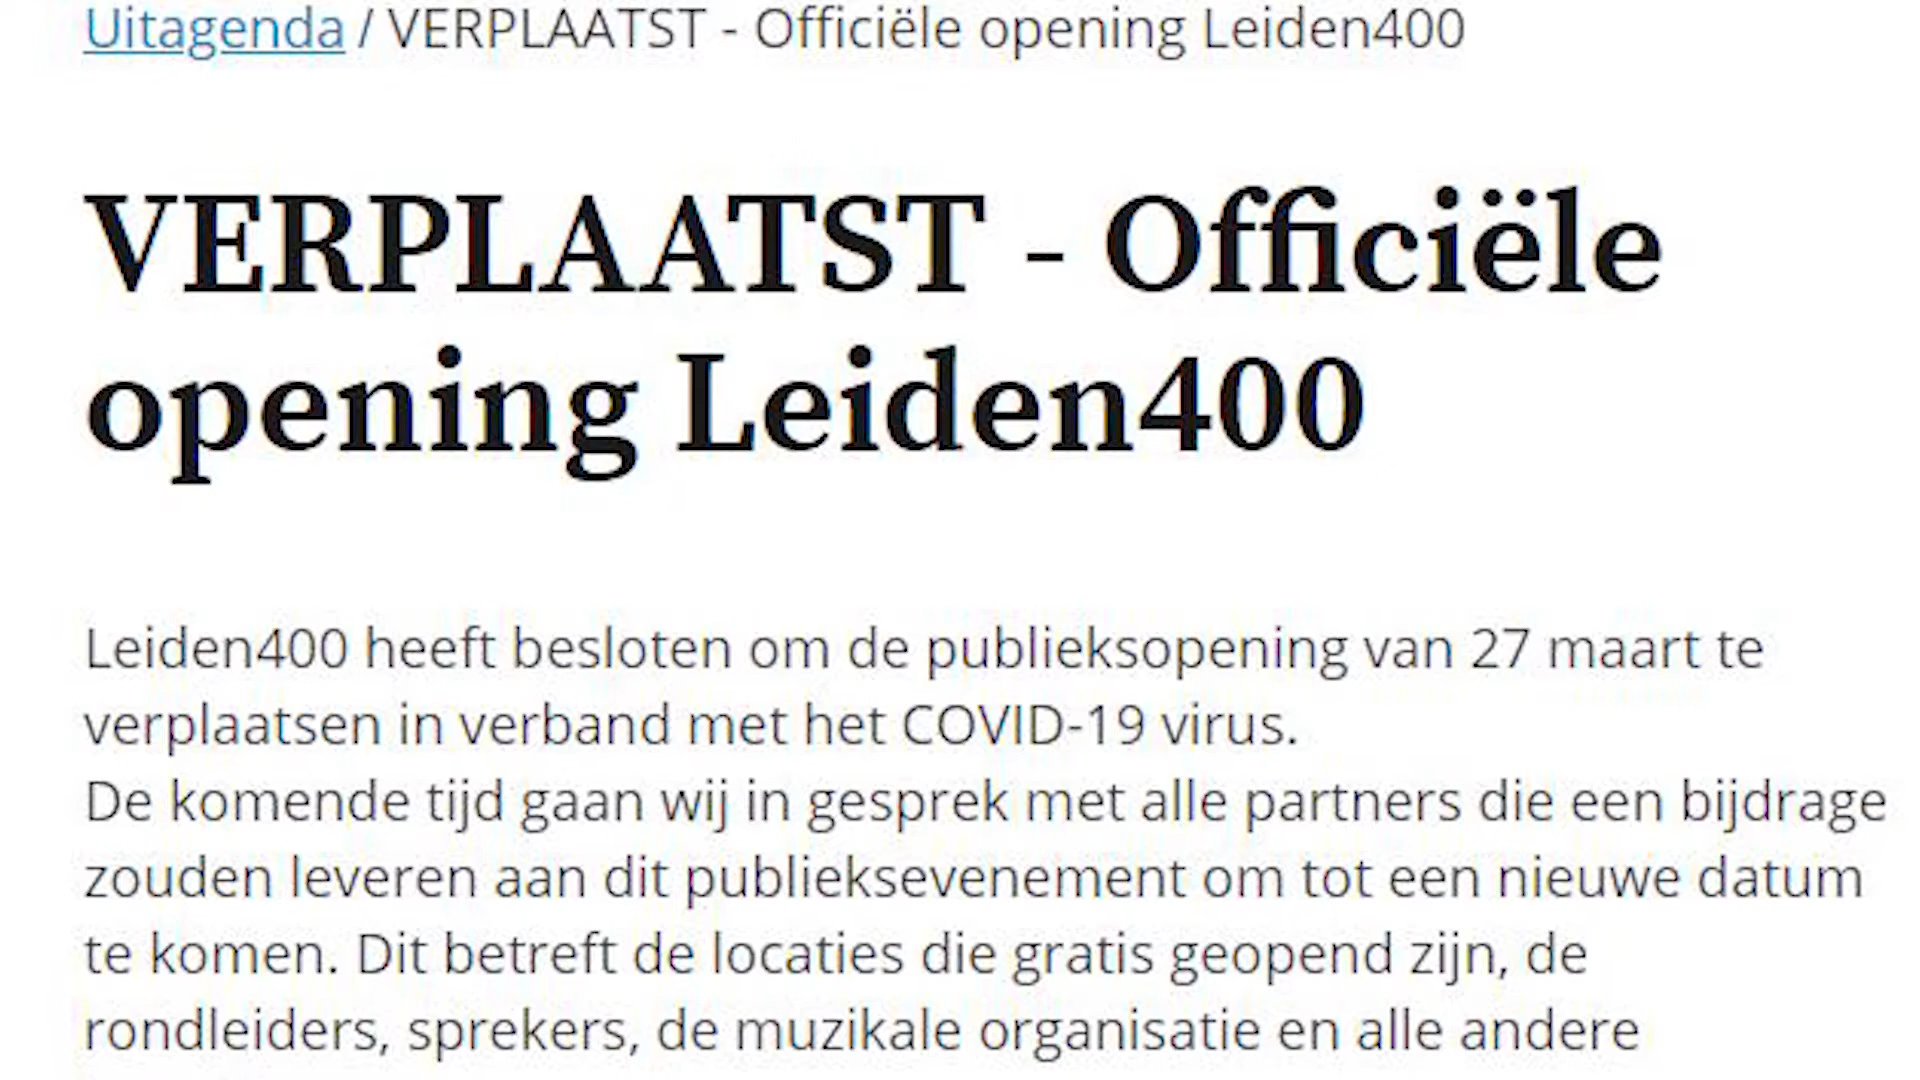 Uitagenda / VERPLAATST - Officiële opening Leiden400
VERPLAATST - Officiële
opening Leiden400
Leiden400 heeft besloten om de publieksopening van 27 maart te
verplaatsen in verband met het COVID-19 virus.
De komende tijd gaan wij in gesprek met alle partners die een bijdrage
zouden leveren aan dit publieksevenement om tot een nieuwe datum
te komen. Dit betreft de locaties die gratis geopend zijn, de
rondleiders, sprekers, de muzikale organisatie en alle andere